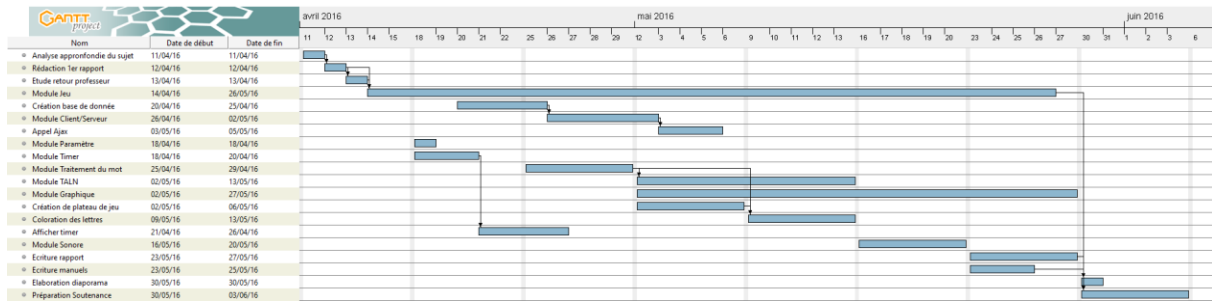 GANTT project
avril 2016 mai 2016 juin 2016
Nom Date de début Date de fin 11 12 13 14 15 18 19 20 21 22 25 26 27 28 29 2 3 4 5 6 9 10 11 12 13 16 17 18 19 20 23 24 25 26 27 30 31 1 2 3 6
Analyse appronfondie du sujet 11/04/16 11/04/16
Rédaction 1er rapport 12/04/16 12/04/16
Etude retour professeur 13/04/16 13/04/16
Module Jeu 14/04/16 26/05/16
Création base de donnée 20/04/16 25/04/16
Module Client/Serveur 26/04/16 02/05/16
Appel Ajax 03/05/16 05/05/16
Module Paramètre 18/04/16 18/04/16
Module Timer 18/04/16 20/04/16
Module Traitement du mot 25/04/16 29/04/16
Module TALN 02/05/16 13/05/16
Module Graphique 02/05/16 27/05/16
Création de plateau de jeu 02/05/16 06/05/16
Coloration des lettres 09/05/16 13/05/16
Afficher timer 21/04/16 26/04/16
Module Sonore 16/05/16 20/05/16
Ecriture rapport 23/05/16 27/05/16
Ecriture manuels 23/05/16 25/05/16
Elaboration diaporama 30/05/16 30/05/16
Préparation Soutenance 30/05/16 03/06/16